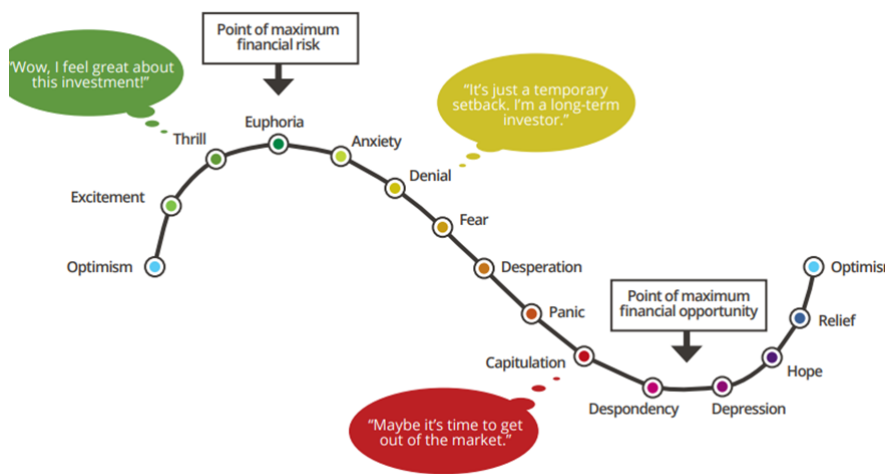 Point of maximum
financial risk
“Wow, I feel great about
this investment!”
“It’s just a temporary
setback. I’m a long-term
investor.”
Euphoria
Thrill
Anxiety
Denial
Excitement
Fear
Optimism
Desperation
Optimism
Point of maximum
financial opportunity
Panic
Relief
Capitulation
Hope
Despondency
Depression
“Maybe it’s time to get
out of the market.”